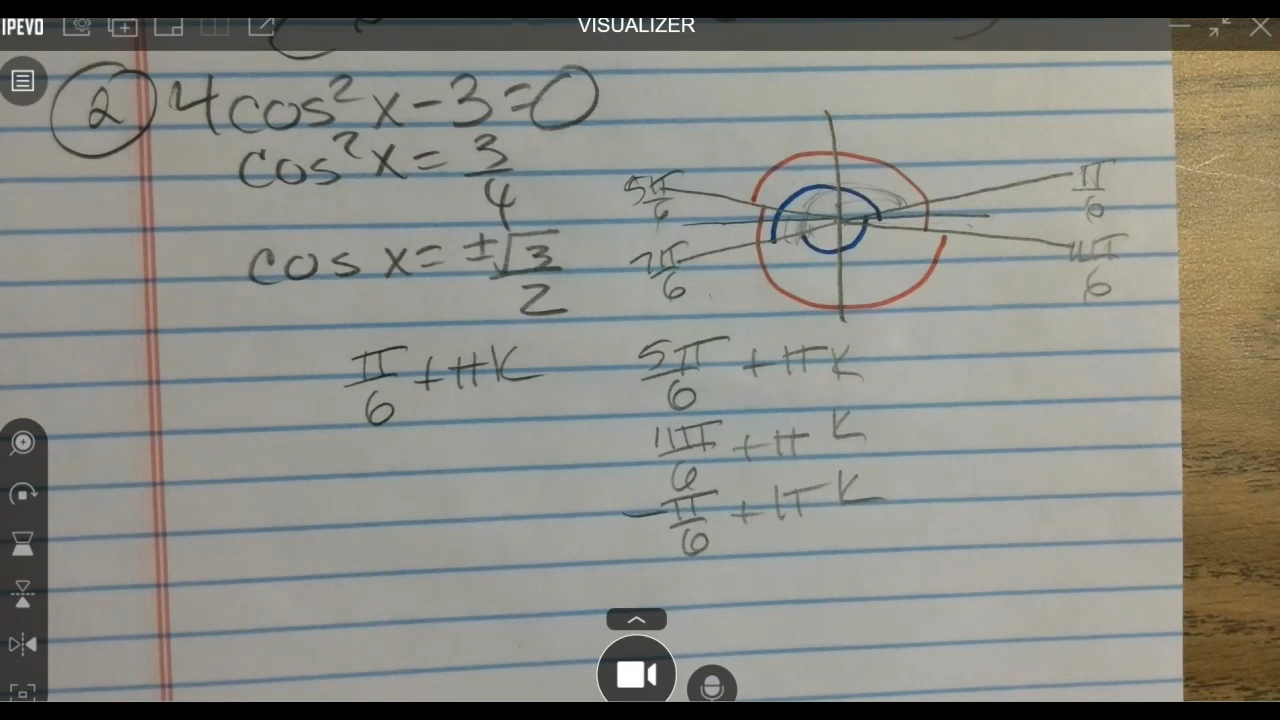 IPEVO
VISUALIZER
② 4cos²x-3=0
cos²x = 3/4
cos x = ±√3/2
5π/6
π/6
7π/6
11π/6
π/6 + πK
5π/6 + πK
11π/6 + πK
-π/6 + πK